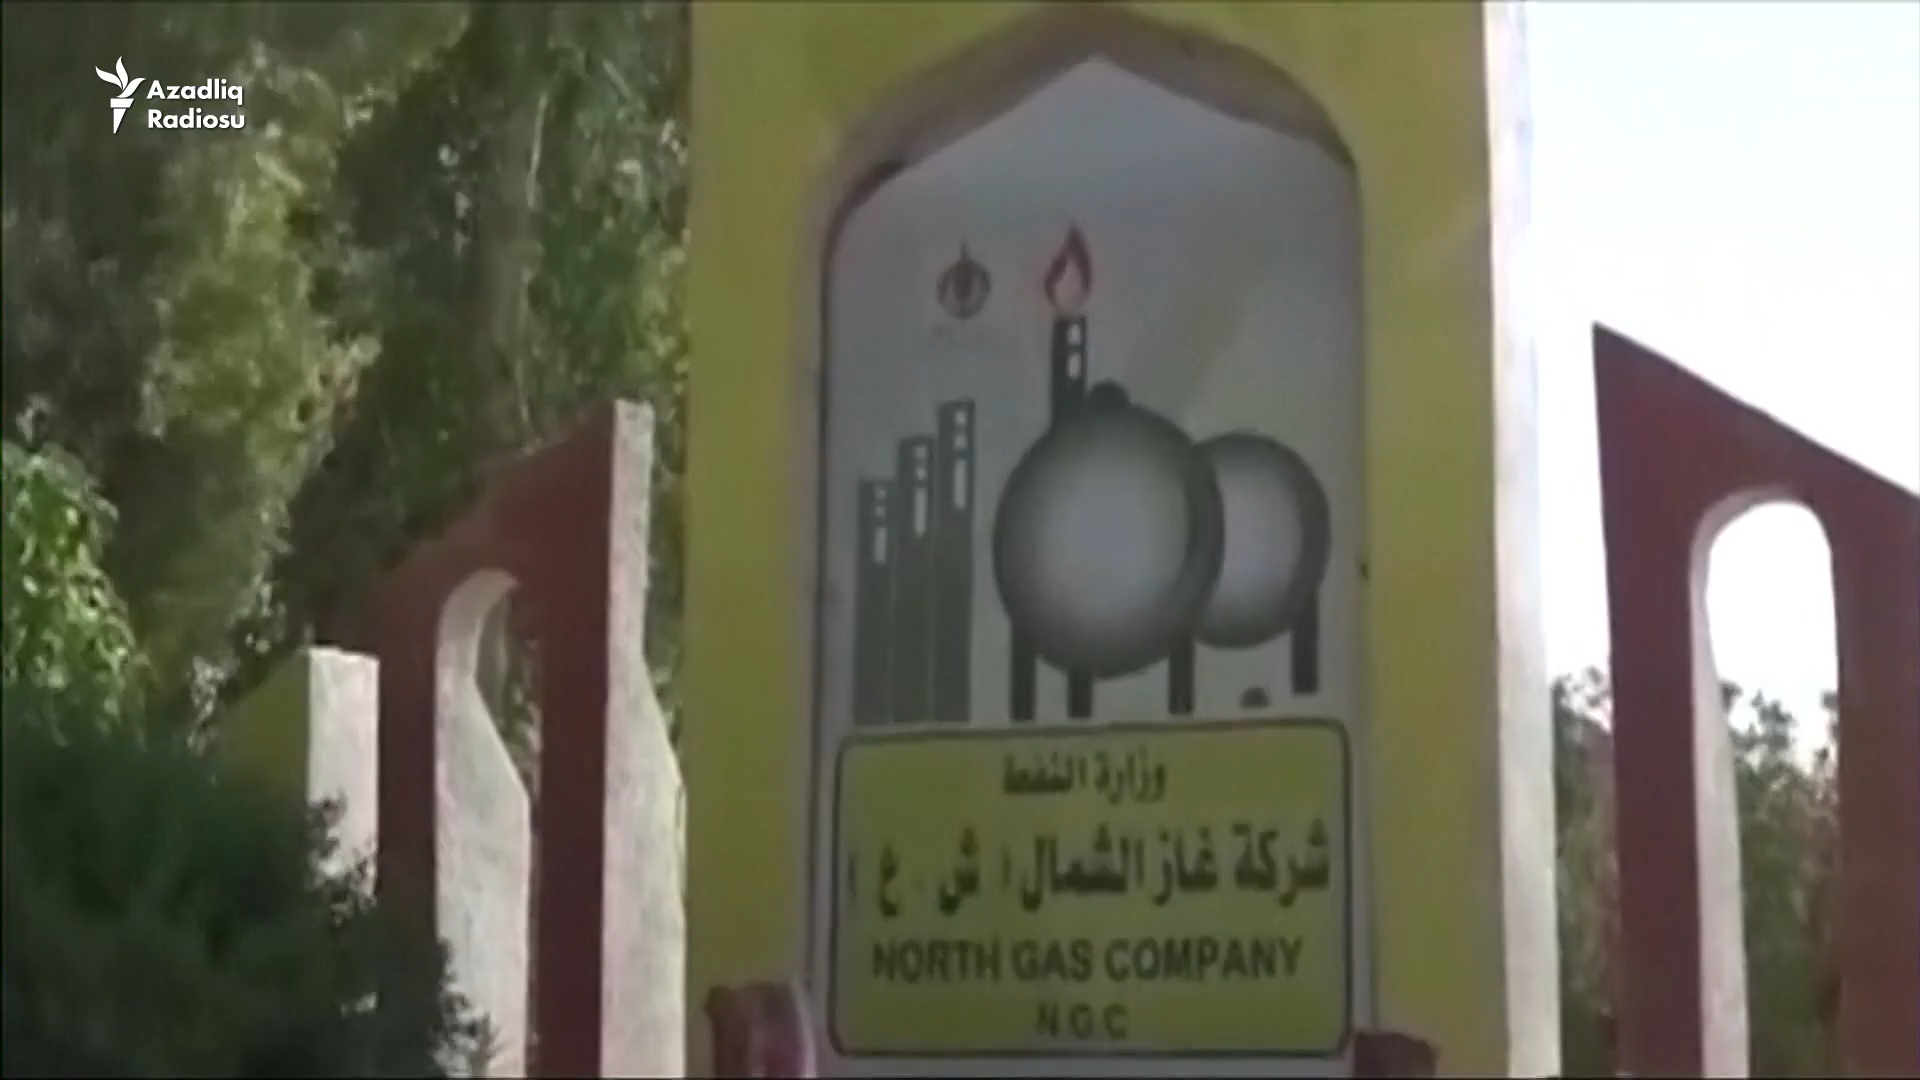 Azadliq
Radiosu
وزارة النفط
شركة غاز الشمال ( ش . غ )
NORTH GAS COMPANY
N G C